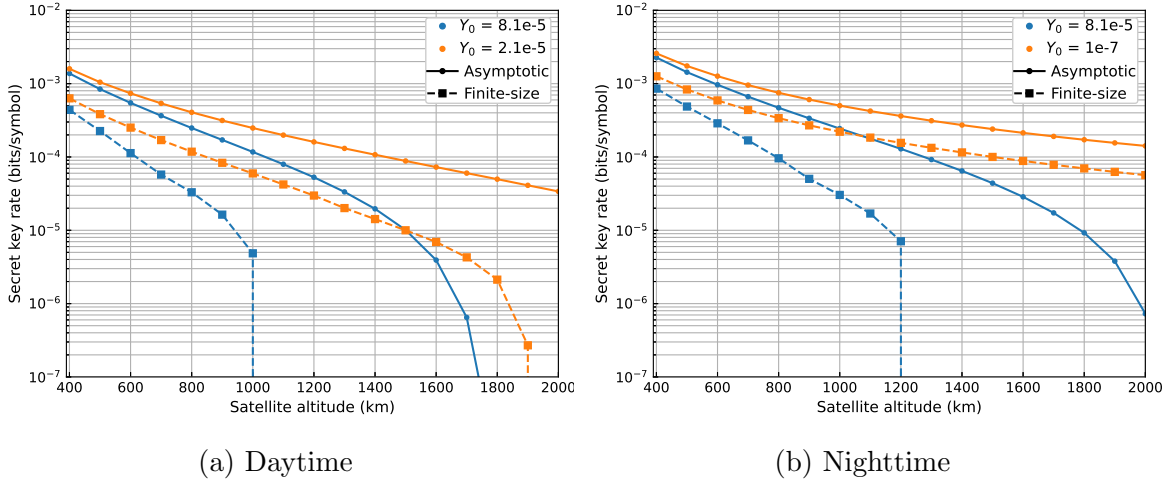 10⁻²
10⁻³
10⁻⁴
10⁻⁵
10⁻⁶
10⁻⁷
Secret key rate (bits/symbol)
Y₀ = 8.1e-5
Y₀ = 2.1e-5
Asymptotic
Finite-size
400 600 800 1000 1200 1400 1600 1800 2000
Satellite altitude (km)
(a) Daytime
10⁻²
10⁻³
10⁻⁴
10⁻⁵
10⁻⁶
10⁻⁷
Secret key rate (bits/symbol)
Y₀ = 8.1e-5
Y₀ = 1e-7
Asymptotic
Finite-size
400 600 800 1000 1200 1400 1600 1800 2000
Satellite altitude (km)
(b) Nighttime